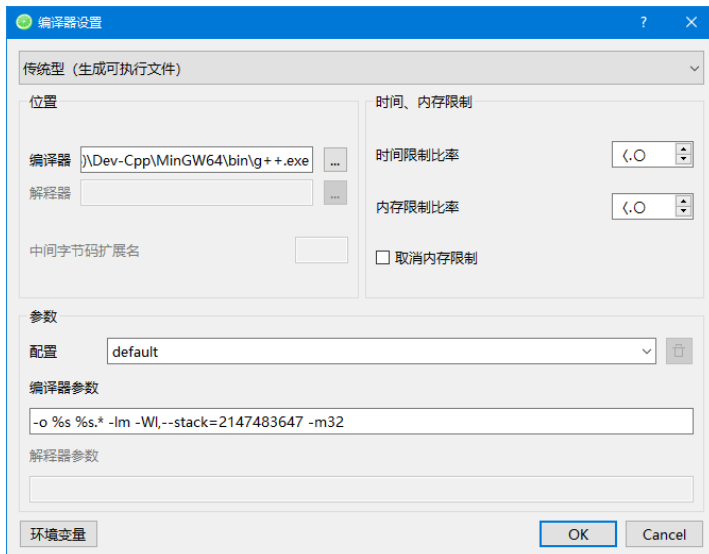 编译器设置
传统型（生成可执行文件）
位置
编译器 )\Dev-Cpp\MinGW64\bin\g++.exe ...
解释器 ...
中间字节码扩展名
时间、内存限制
时间限制比率
内存限制比率
取消内存限制
参数
配置 default
编译器参数
-o %s %s.* -lm -Wl,--stack=2147483647 -m32
解释器参数
环境变量 OK Cancel